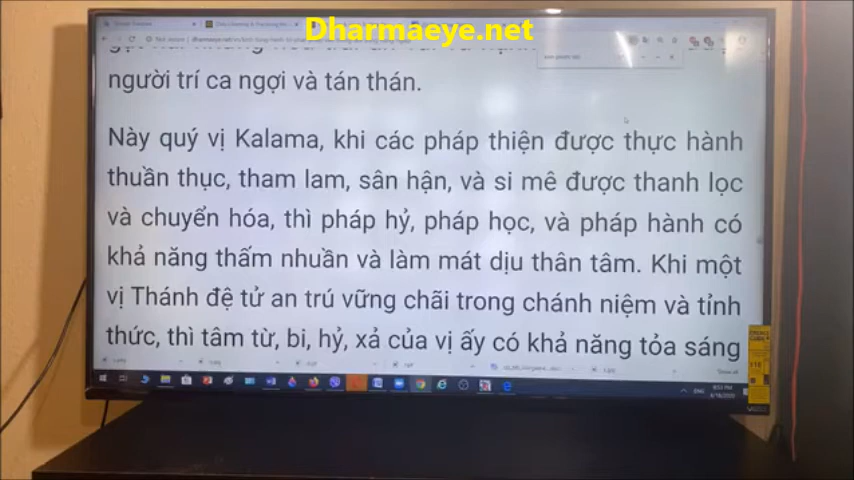 Dharmaeye.net
người trí ca ngợi và tán thán.
Này quý vị Kalama, khi các pháp thiện được thực hành
thuần thục, tham lam, sân hận, và si mê được thanh lọc
và chuyển hóa, thì pháp hỷ, pháp học, và pháp hành có
khả năng thấm nhuần và làm mát dịu thân tâm. Khi một
vị Thánh đệ tử an trú vững chãi trong chánh niệm và tỉnh
thức, thì tâm từ, bi, hỷ, xả của vị ấy có khả năng tỏa sáng